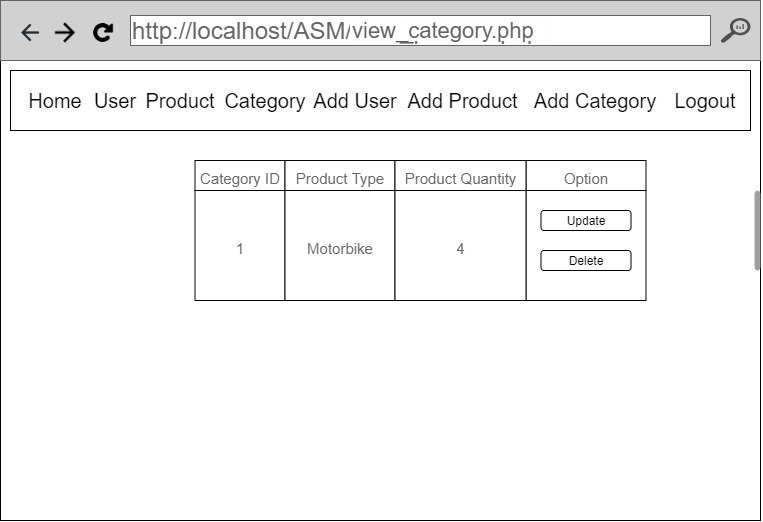 http://localhost/ASM/view_category.php
Home User Product Category Add User Add Product Add Category Logout
Category ID Product Type Product Quantity Option
Update
1 Motorbike 4
Delete